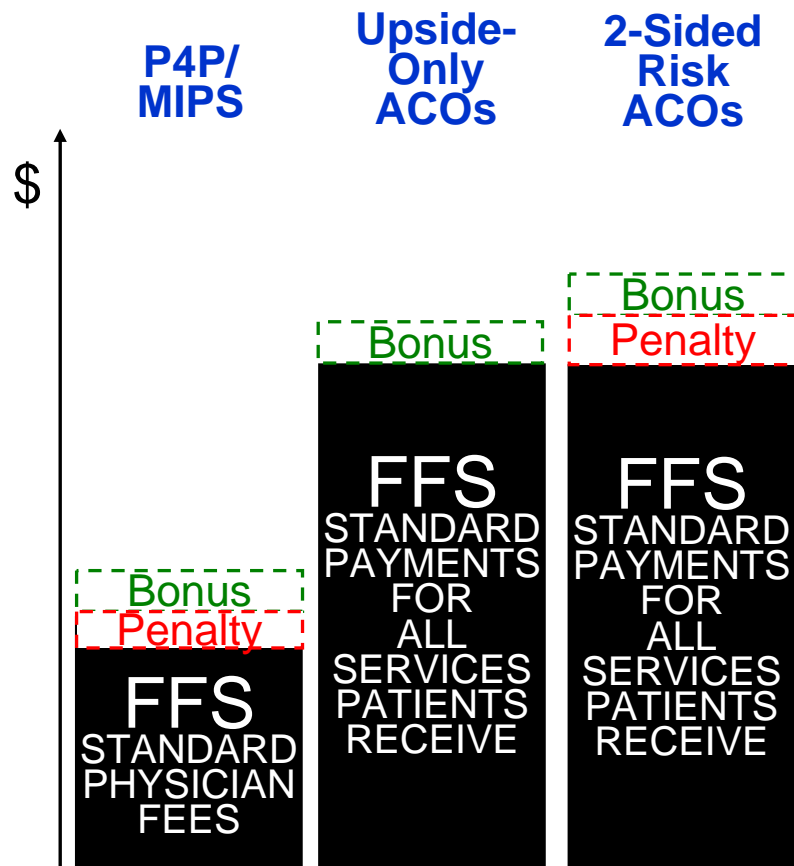 P4P/
MIPS
Upside-
Only
ACOs
2-Sided
Risk
ACOs
$
Bonus
Penalty
FFS
STANDARD
PHYSICIAN
FEES
Bonus
FFS
STANDARD
PAYMENTS
FOR
ALL
SERVICES
PATIENTS
RECEIVE
Bonus
Penalty
FFS
STANDARD
PAYMENTS
FOR
ALL
SERVICES
PATIENTS
RECEIVE